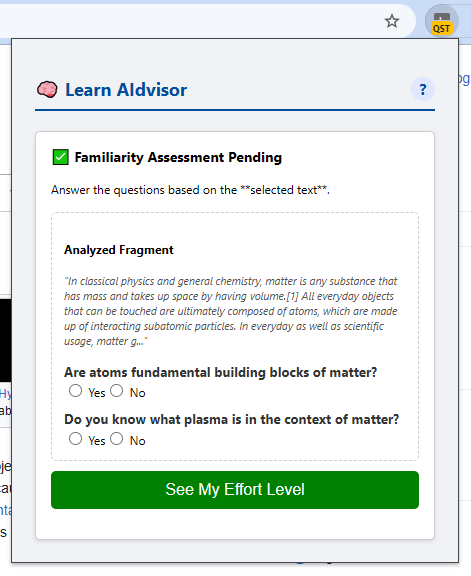 QST
Learn AIdvisor
?
Familiarity Assessment Pending
Answer the questions based on the **selected text**.
Analyzed Fragment
"In classical physics and general chemistry, matter is any substance that
has mass and takes up space by having volume.[1] All everyday objects
that can be touched are ultimately composed of atoms, which are made
up of interacting subatomic particles. In everyday as well as scientific
usage, matter g..."
Are atoms fundamental building blocks of matter?
Yes No
Do you know what plasma is in the context of matter?
Yes No
See My Effort Level